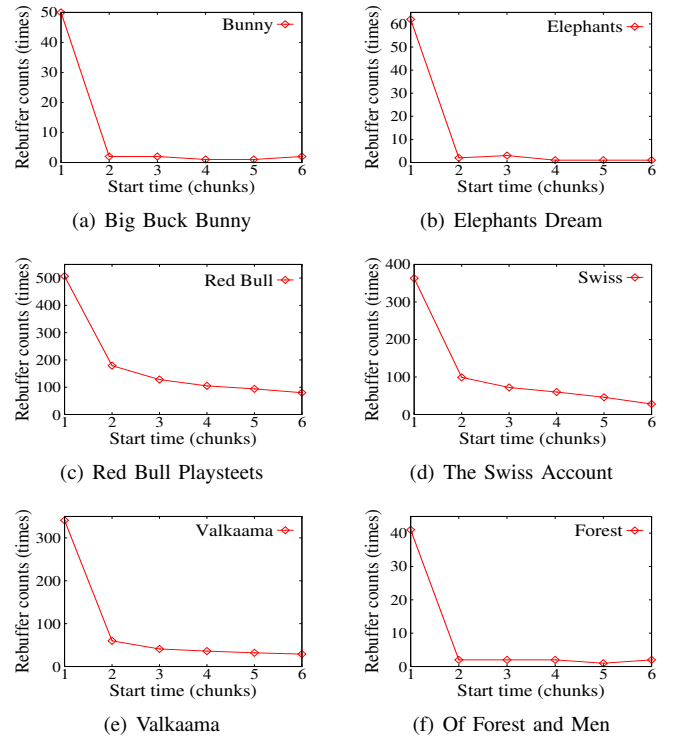 Rebuffer counts (times)
50
40
30
20
10
0
Bunny
1 2 3 4 5 6
Start time (chunks)
(a) Big Buck Bunny
Rebuffer counts (times)
60
50
40
30
20
10
0
Elephants
1 2 3 4 5 6
Start time (chunks)
(b) Elephants Dream
Rebuffer counts (times)
500
400
300
200
100
0
Red Bull
1 2 3 4 5 6
Start time (chunks)
(c) Red Bull Playsteets
Rebuffer counts (times)
400
300
200
100
0
Swiss
1 2 3 4 5 6
Start time (chunks)
(d) The Swiss Account
Rebuffer counts (times)
300
200
100
0
Valkaama
1 2 3 4 5 6
Start time (chunks)
(e) Valkaama
Rebuffer counts (times)
40
30
20
10
0
Forest
1 2 3 4 5 6
Start time (chunks)
(f) Of Forest and Men